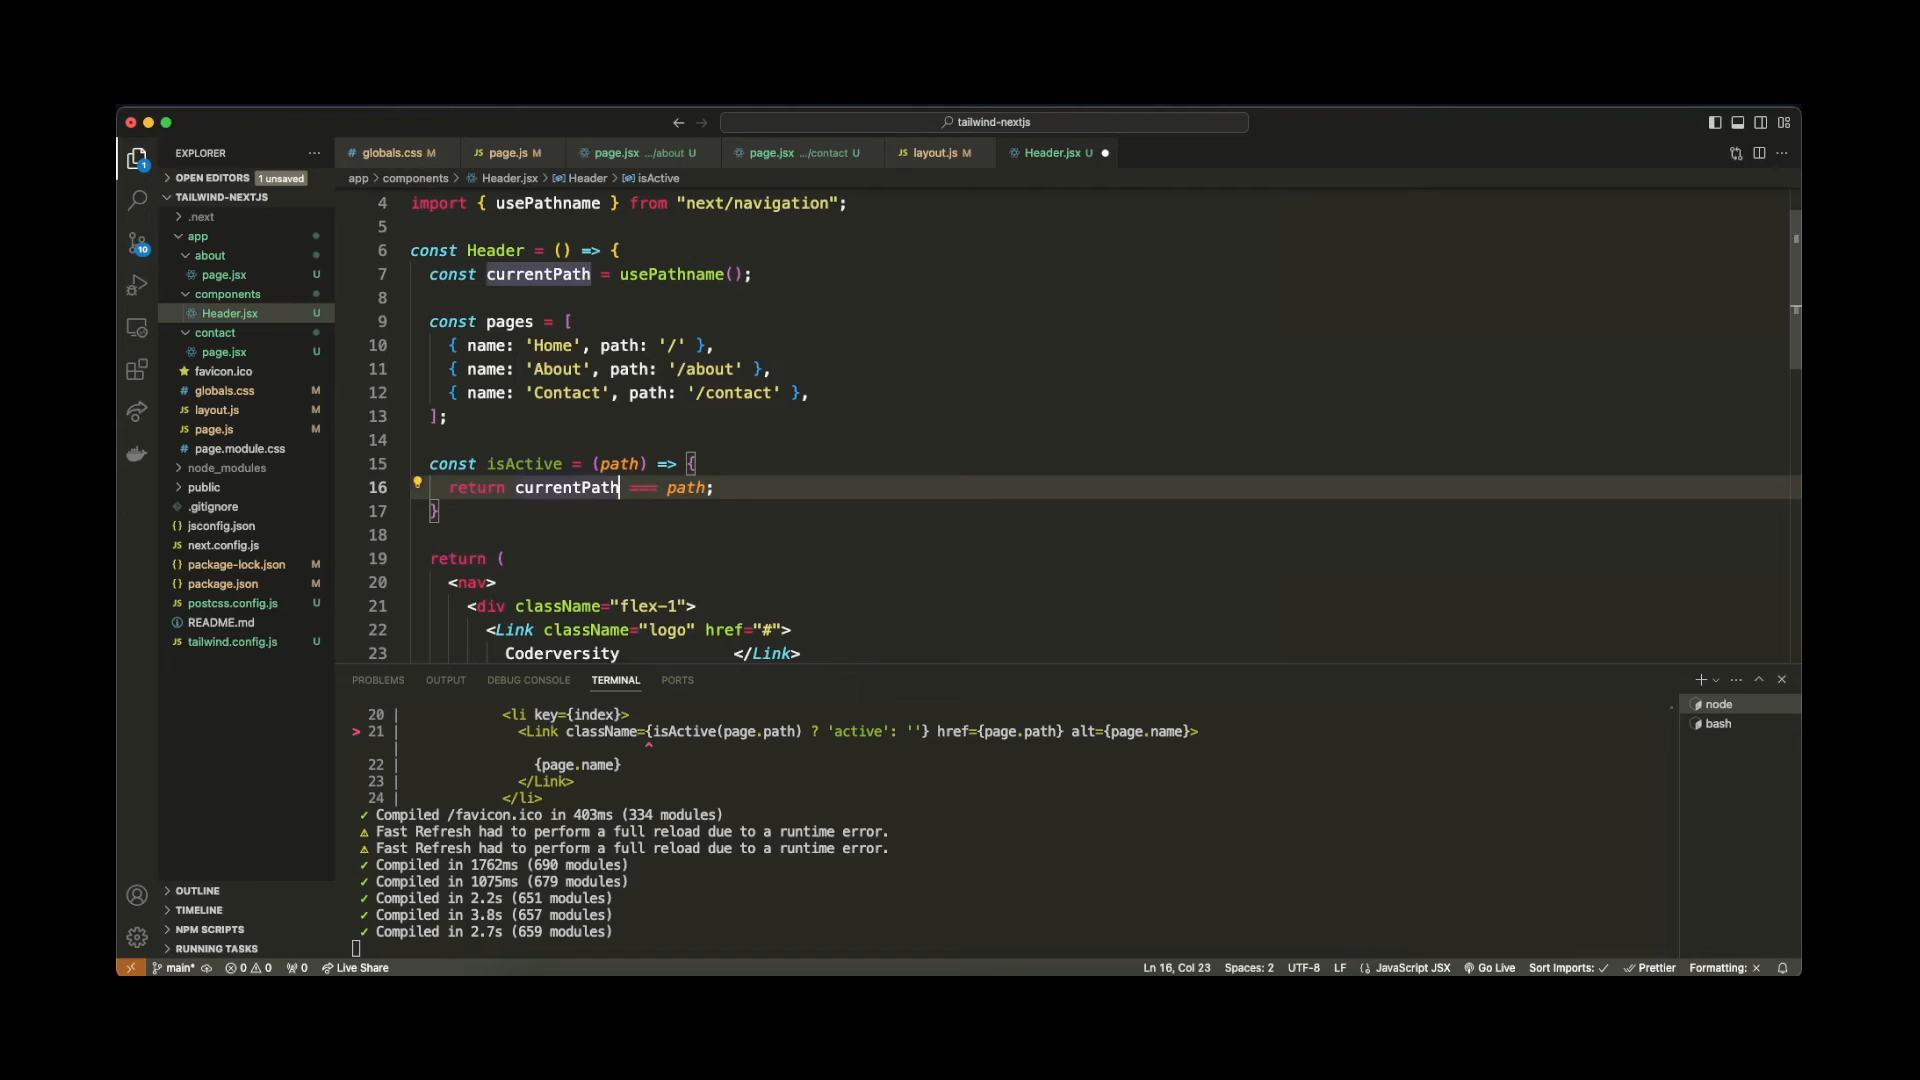 tailwind-nextjs
EXPLORER
OPEN EDITORS 1 unsaved
TAILWIND-NEXTJS
.next
app
about
page.jsx U
components
Header.jsx U
contact
page.jsx U
favicon.ico
# globals.css M
JS layout.js M
JS page.js M
# page.module.css
node_modules
public
.gitignore
{} jsconfig.json
JS next.config.js
{} package-lock.json M
{} package.json M
JS postcss.config.js U
README.md
JS tailwind.config.js U
OUTLINE
TIMELINE
NPM SCRIPTS
RUNNING TASKS
# globals.css M JS page.js M page.jsx .../about U page.jsx .../contact U JS layout.js M Header.jsx U
app > components > Header.jsx > Header > isActive
4 import { usePathname } from "next/navigation";
5
6 const Header = () => {
7 const currentPath = usePathname();
8
9 const pages = [
10 { name: 'Home', path: '/' },
11 { name: 'About', path: '/about' },
12 { name: 'Contact', path: '/contact' },
13 ];
14
15 const isActive = (path) => {
16 return currentPath === path;
17 }
18
19 return (
20 <nav>
21 <div className="flex-1">
22 <Link className="logo" href="#">
23 Coderversity </Link>
PROBLEMS OUTPUT DEBUG CONSOLE TERMINAL PORTS
20 | <li key={index}>
> 21 | <Link className={isActive(page.path) ? 'active': ''} href={page.path} alt={page.name}>
| ^
22 | {page.name}
23 | </Link>
24 | </li>
✓ Compiled /favicon.ico in 403ms (334 modules)
⚠ Fast Refresh had to perform a full reload due to a runtime error.
⚠ Fast Refresh had to perform a full reload due to a runtime error.
✓ Compiled in 1762ms (690 modules)
✓ Compiled in 1075ms (679 modules)
✓ Compiled in 2.2s (651 modules)
✓ Compiled in 3.8s (657 modules)
✓ Compiled in 2.7s (659 modules)
node
bash
1
10
main* 0 0 0 Live Share Ln 16, Col 23 Spaces: 2 UTF-8 LF {} JavaScript JSX Go Live Sort Imports: ✓ Prettier Formatting: ×